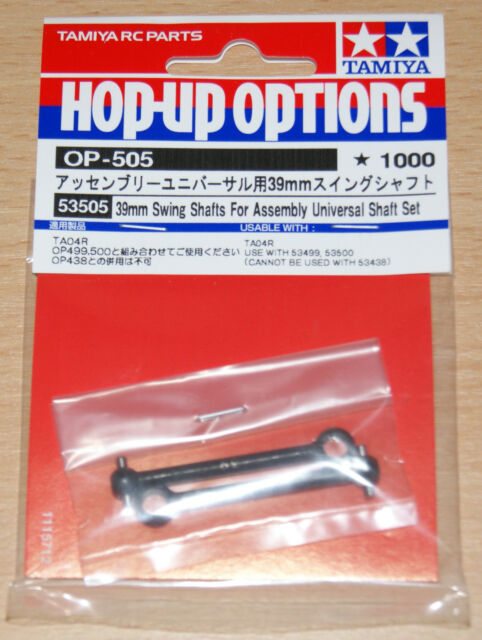 TAMIYA RC PARTS
TAMIYA
HOP-UP OPTIONS
OP-505
★ 1000
アッセンブリーユニバーサル用39mmスイングシャフト
53505 39mm Swing Shafts For Assembly Universal Shaft Set
適用製品
USABLE WITH :
TA04R
OP499,500と組み合わせてご使用ください
OP438との併用は不可
TA04R
USE WITH 53499, 53500
(CANNOT BE USED WITH 53438)
1115712